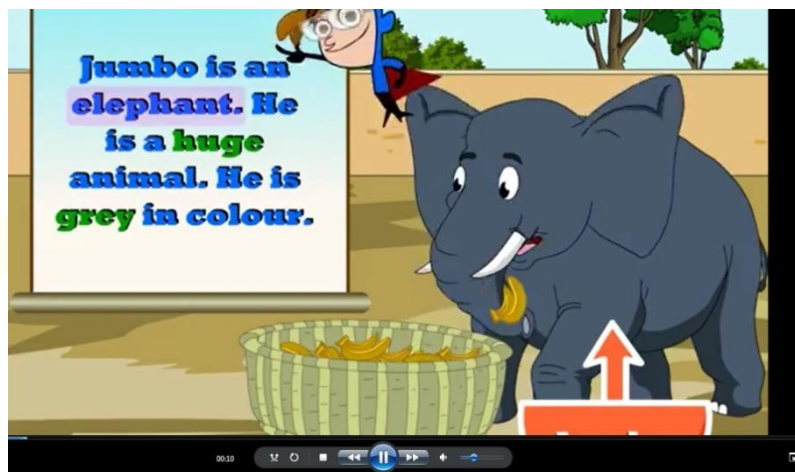 Jumbo is an
elephant. He
is a huge
animal. He is
grey in colour.
00:10